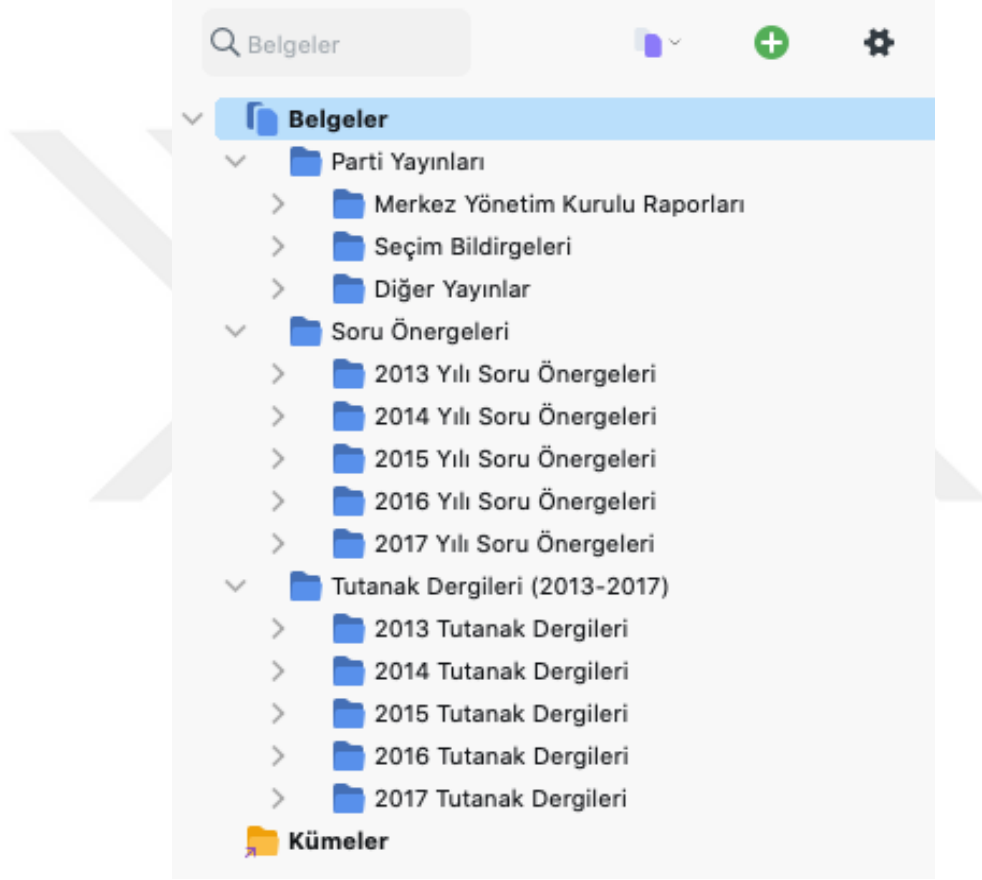 Belgeler
Belgeler
Parti Yayınları
Merkez Yönetim Kurulu Raporları
Seçim Bildirgeleri
Diğer Yayınlar
Soru Önergeleri
2013 Yılı Soru Önergeleri
2014 Yılı Soru Önergeleri
2015 Yılı Soru Önergeleri
2016 Yılı Soru Önergeleri
2017 Yılı Soru Önergeleri
Tutanak Dergileri (2013-2017)
2013 Tutanak Dergileri
2014 Tutanak Dergileri
2015 Tutanak Dergileri
2016 Tutanak Dergileri
2017 Tutanak Dergileri
Kümeler